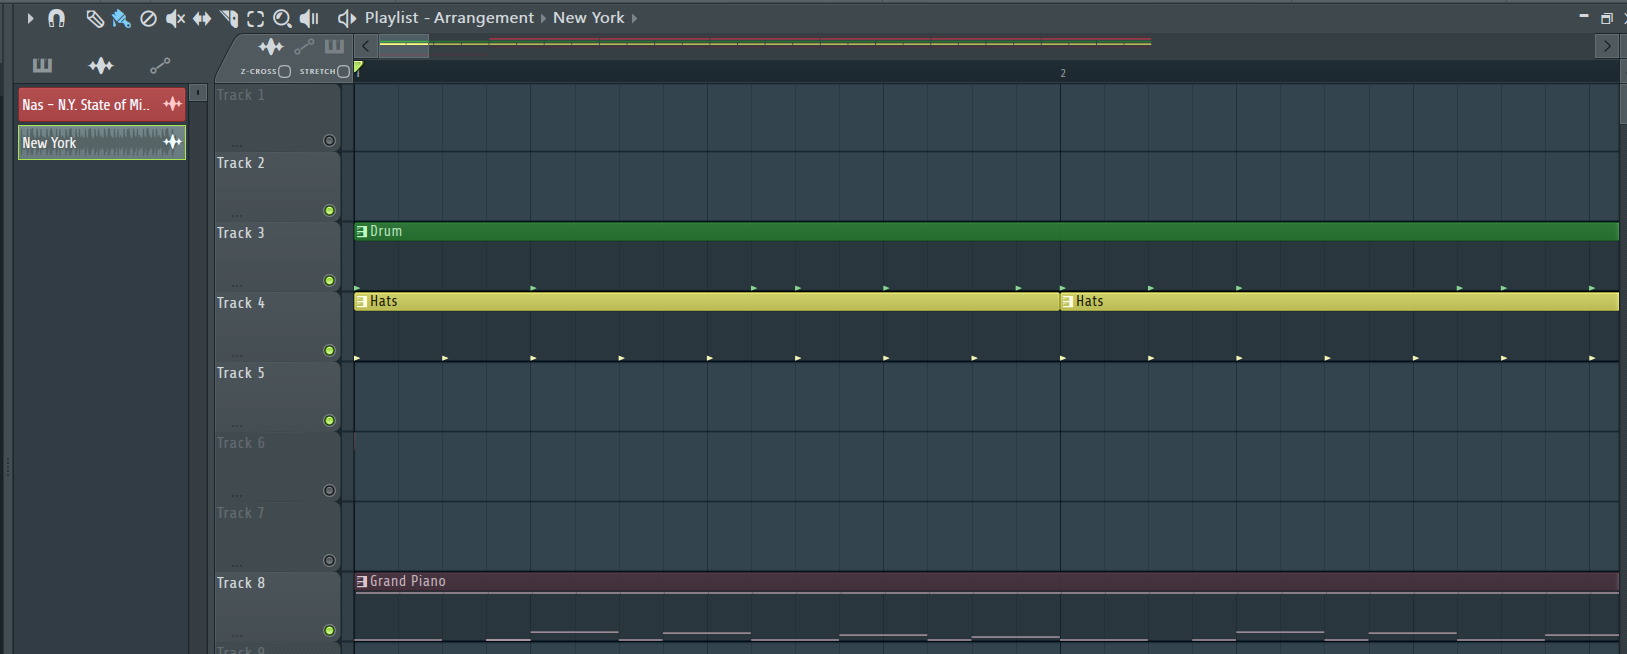 Playlist - Arrangement New York
Z-CROSS STRETCH
1 2
Nas - N.Y. State of Mi..
New York
Track 1
...
Track 2
...
Track 3
Drum
...
Track 4
Hats Hats
...
Track 5
...
Track 6
...
Track 7
...
Track 8
Grand Piano
...
Track 9